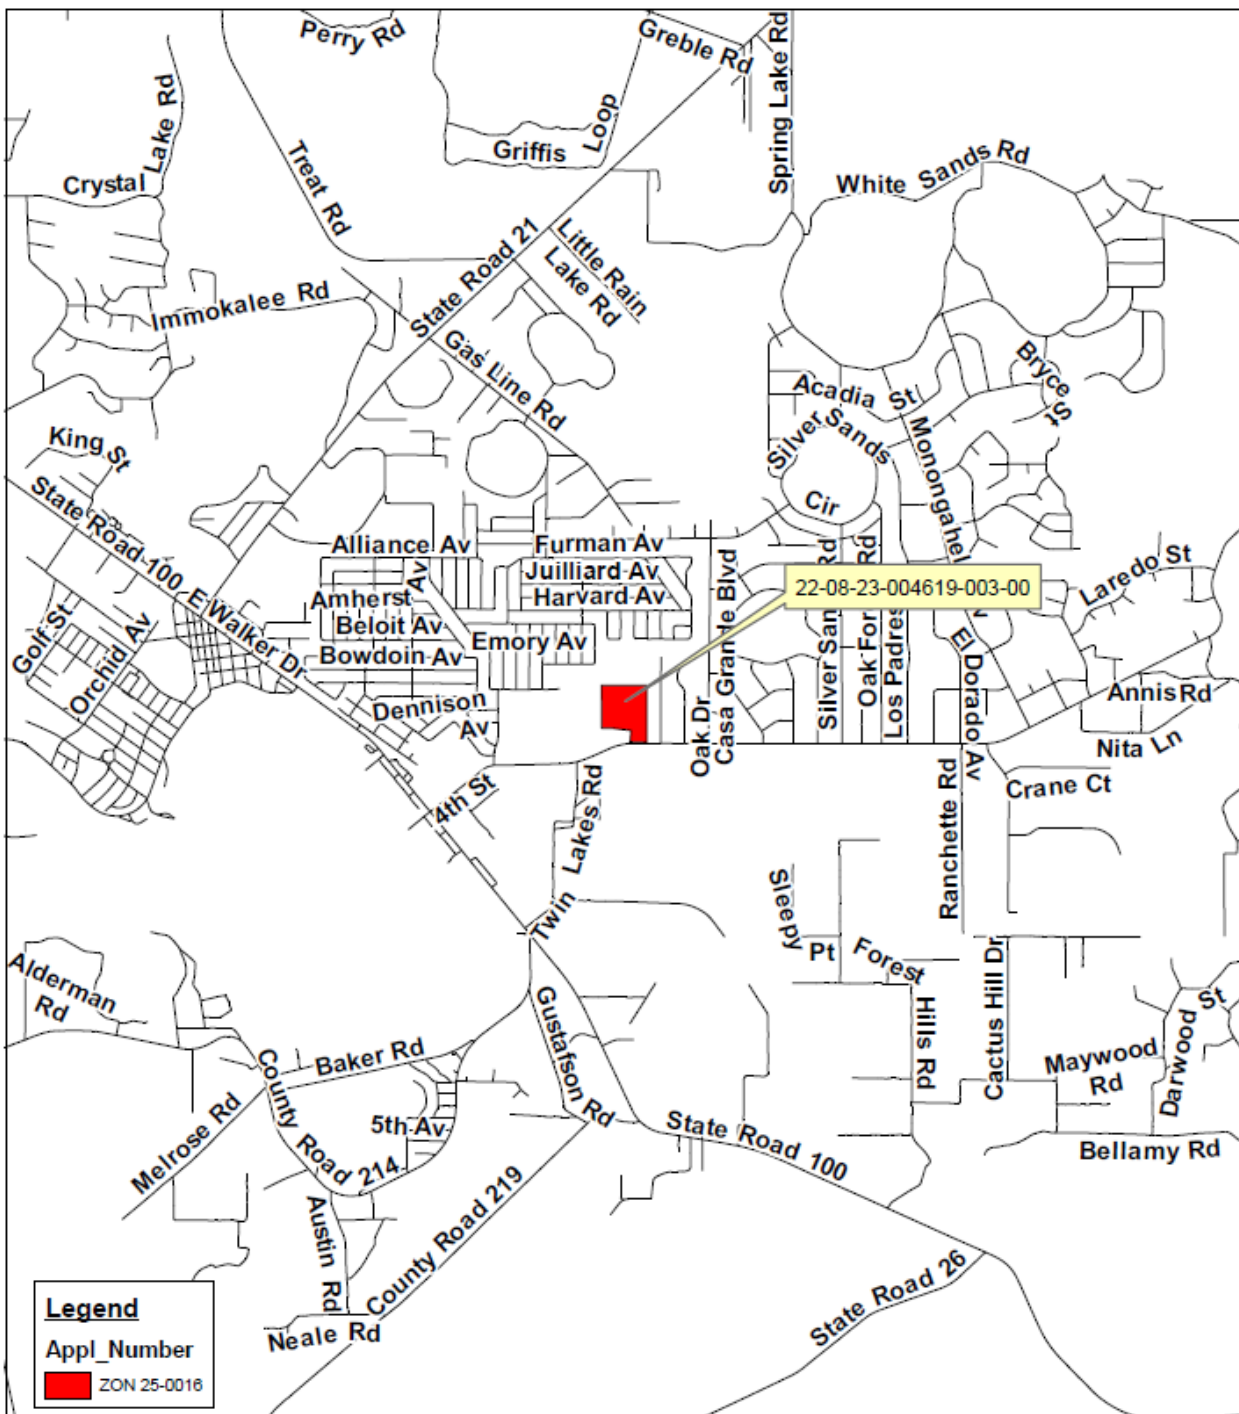 Perry Rd
Greble Rd
Spring Lake Rd
Crystal Lake Rd
Griffis Loop
Treat Rd
White Sands Rd
State Road 21
Little Rain
Lake Rd
Immokalee Rd
Gas Line Rd
Bryce St
Acadia St
Silver Sands
Cir
Monongahel
King St
State Road 100
E Walker Dr
Alliance Av
Furman Av
Juilliard Av
Harvard Av
Amherst
Av
Beloit Av
Emory Av
Bowdoin Av
Dennison
Av
Golf St
Orchid Av
Casa Grande Blvd
Oak Dr
Silver San
Rd
Oak For
Rd
Los Padres
22-08-23-004619-003-00
Laredo St
El Dorado Av
v
Annis Rd
Nita Ln
Crane Ct
Ranchette Rd
4th St
Twin Lakes Rd
Sleepy
Pt
Forest
Hills Rd
Cactus Hill Dr
Alderman
Rd
Gustafson Rd
Baker Rd
County Road 214
5th Av
Melrose Rd
Maywood
Rd
Darwood St
Bellamy Rd
State Road 100
County Road 219
Austin Rd
Neale Rd
State Road 26
Legend
Appl_Number
ZON 25-0016